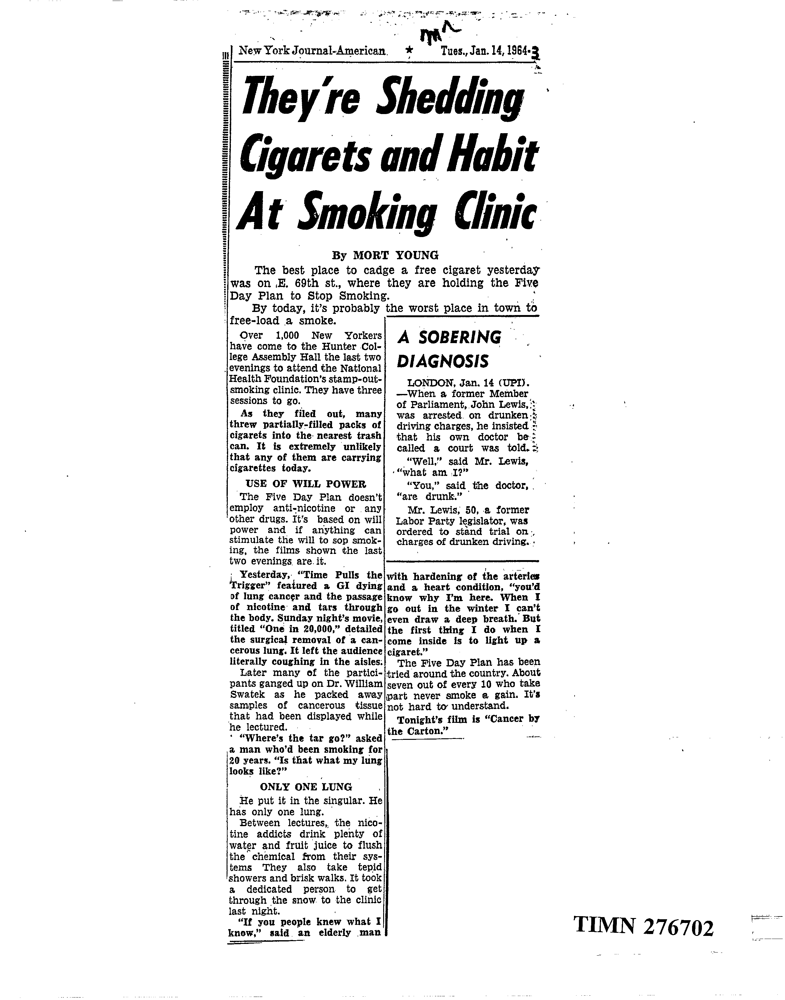 New York Journal-American. * Tues., Jan. 14, 1964-3
They're Shedding
Cigarets and Habit
At Smoking Clinic
By MORT YOUNG
The best place to cadge a free cigaret yesterday
was on E. 69th st., where they are holding the Five
Day Plan to Stop Smoking.
By today, it's probably the worst place in town to
free-load a smoke.
Over 1,000 New Yorkers
have come to the Hunter Col-
lege Assembly Hall the last two
evenings to attend the National
Health Foundation's stamp-out-
smoking clinic. They have three
sessions to go.
As they filed out, many
threw partially-filled packs of
cigarets into the nearest trash
can. It is extremely unlikely
that any of them are carrying
cigarettes today.
USE OF WILL POWER
The Five Day Plan doesn't
employ anti-nicotine or any
other drugs. It's based on will
power and if anything can
stimulate the will to sop smok-
ing, the films shown the last
two evenings are it.
Yesterday, "Time Pulls the
Trigger" featured a GI dying
of lung cancer and the passage
of nicotine and tars through
the body. Sunday night's movie,
titled "One in 20,000," detailed
the surgical removal of a can-
cerous lung. It left the audience
literally coughing in the aisles.
Later many of the partici-
pants ganged up on Dr. William
Swatek as he packed away
samples of cancerous tissue
that had been displayed while
he lectured.
"Where's the tar go?" asked
a man who'd been smoking for
20 years. "Is that what my lung
looks like?"
ONLY ONE LUNG
He put it in the singular. He
has only one lung.
Between lectures, the nico-
tine addicts drink plenty of
water and fruit juice to flush
the chemical from their sys-
tems They also take tepid
showers and brisk walks. It took
a dedicated person to get
through the snow to the clinic
last night.
"If you people knew what I
know," said an elderly man
with hardening of the arteries
and a heart condition, "you'd
know why I'm here. When I
go out in the winter I can't
even draw a deep breath. But
the first thing I do when I
come inside is to light up a
cigaret."
The Five Day Plan has been
tried around the country. About
seven out of every 10 who take
part never smoke a gain. It's
not hard to understand.
Tonight's film is "Cancer by
the Carton."
A SOBERING
DIAGNOSIS
LONDON, Jan. 14 (UPI).
—When a former Member
of Parliament, John Lewis,
was arrested on drunken
driving charges, he insisted
that his own doctor be
called a court was told.
"Well," said Mr. Lewis,
"what am I?"
"You," said the doctor,
"are drunk."
Mr. Lewis, 50, a former
Labor Party legislator, was
ordered to stand trial on
charges of drunken driving.
TIMN 276702